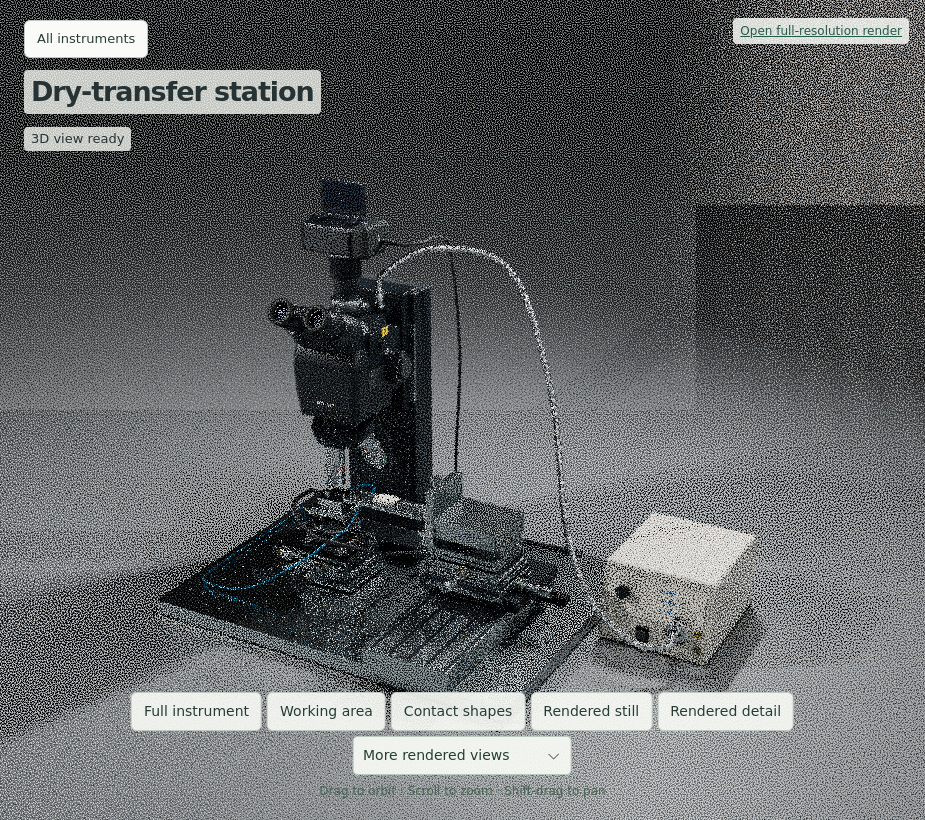 All instruments
Open full-resolution render
Dry-transfer station
3D view ready
Full instrument
Working area
Contact shapes
Rendered still
Rendered detail
More rendered views
Drag to orbit · Scroll to zoom · Shift-drag to pan